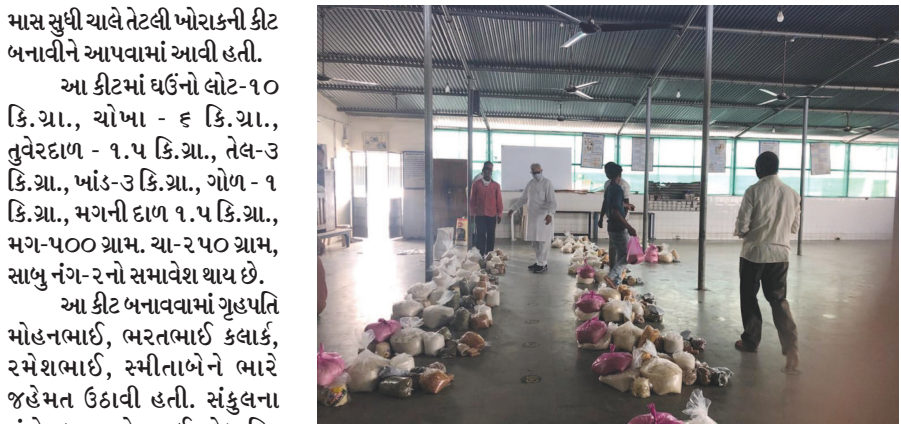 માસ સુધી ચાલે તેટલી ખોરાકની કીટ
બનાવીને આપવામાં આવી હતી.
આ કીટમાં ઘઉંનો લોટ-૧૦
કિ.ગ્રા., ચોખા - ૬ કિ.ગ્રા.,
તુવેરદાળ - ૧.૫ કિ.ગ્રા., તેલ-૩
કિ.ગ્રા., ખાંડ-૩ કિ.ગ્રા., ગોળ - ૧
કિ.ગ્રા., મગની દાળ ૧.૫ કિ.ગ્રા.,
મગ-૫૦૦ ગ્રામ. ચા-૨૫૦ ગ્રામ,
સાબુ નંગ-૨નો સમાવેશ થાય છે.
આ કીટ બનાવવામાં ગૃહપતિ
મોહનભાઈ, ભરતભાઈ કલાર્ક,
રમેશભાઈ, સ્મીતાબેને ભારે
જહેમત ઉઠાવી હતી. સંકુલના